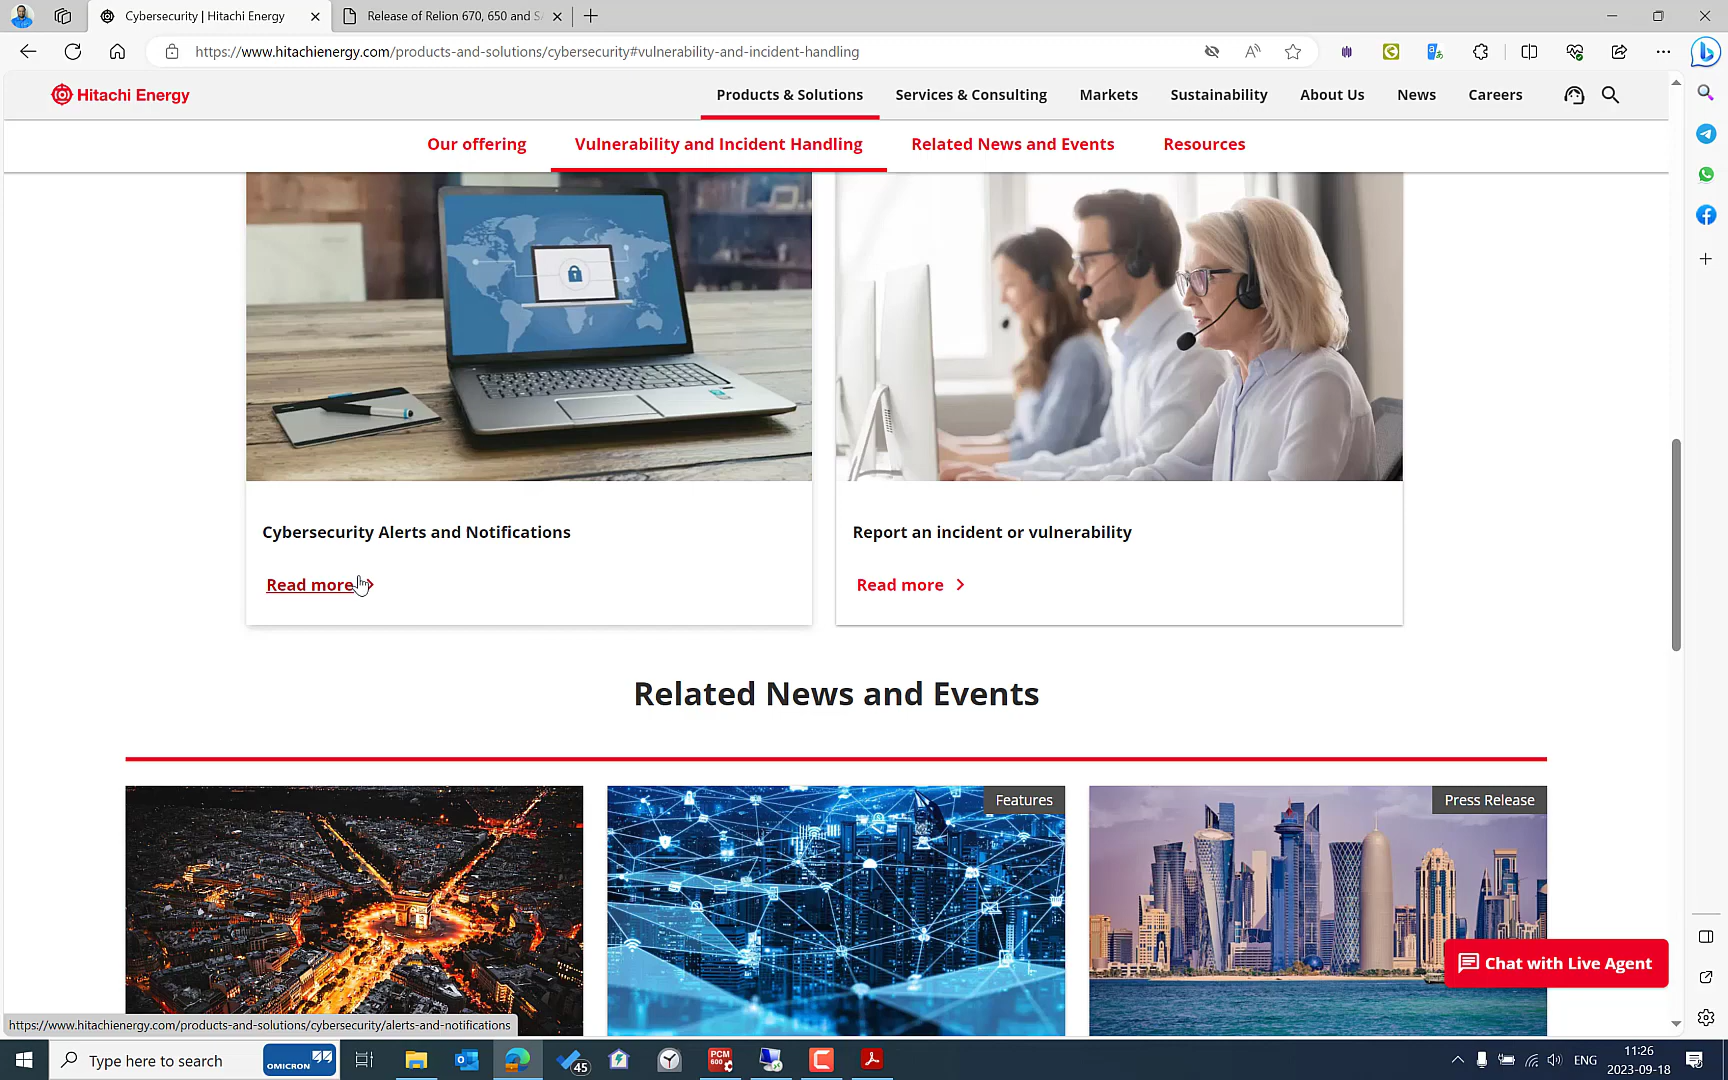 Cybersecurity | Hitachi Energy
Release of Relion 670, 650 and S
https://www.hitachienergy.com/products-and-solutions/cybersecurity#vulnerability-and-incident-handling
Hitachi Energy
Products & Solutions
Services & Consulting
Markets
Sustainability
About Us
News
Careers
Our offering
Vulnerability and Incident Handling
Related News and Events
Resources
Cybersecurity Alerts and Notifications
Report an incident or vulnerability
Read more
Read more
Related News and Events
Features
Press Release
Chat with Live Agent
https://www.hitachienergy.com/products-and-solutions/cybersecurity/alerts-and-notifications
Type here to search
OMICRON
45
PCM
600
ENG
11:26
2023-09-18